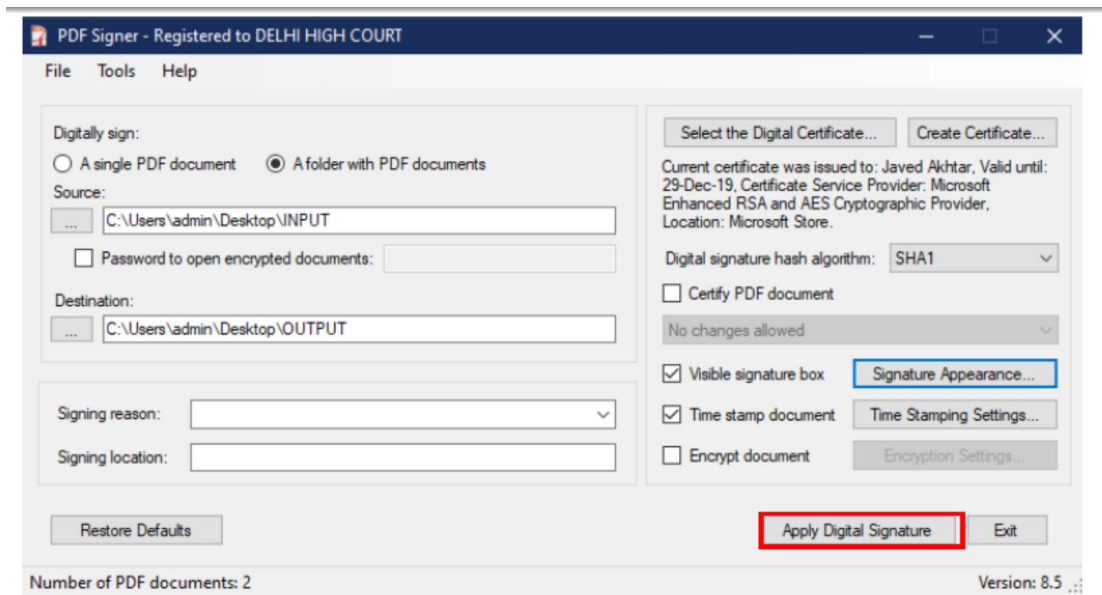 PDF Signer - Registered to DELHI HIGH COURT
File Tools Help
Digitally sign:
A single PDF document A folder with PDF documents
Source:
... C:\Users\admin\Desktop\INPUT
Password to open encrypted documents:
Destination:
... C:\Users\admin\Desktop\OUTPUT
Signing reason:
Signing location:
Select the Digital Certificate... Create Certificate...
Current certificate was issued to: Javed Akhtar, Valid until:
29-Dec-19, Certificate Service Provider: Microsoft
Enhanced RSA and AES Cryptographic Provider,
Location: Microsoft Store.
Digital signature hash algorithm: SHA1
Certify PDF document
No changes allowed
Visible signature box Signature Appearance...
Time stamp document Time Stamping Settings...
Encrypt document Encryption Settings...
Restore Defaults Apply Digital Signature Exit
Number of PDF documents: 2 Version: 8.5